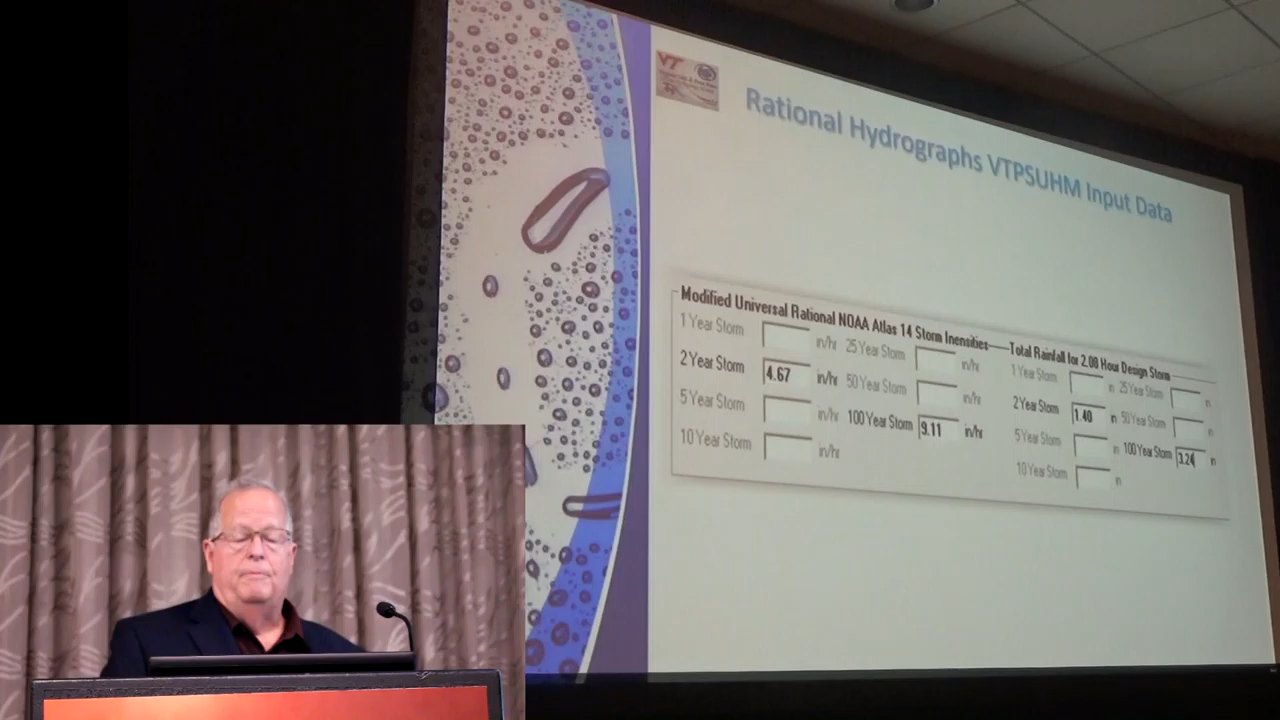 VT
Rational Hydrographs VTPSUHM Input Data
Modified Universal Rational NOAA Atlas 14 Storm Inensities
1 Year Storm in/hr 25 Year Storm in/hr
2 Year Storm 4.67 in/hr 50 Year Storm in/hr
5 Year Storm in/hr 100 Year Storm 9.11 in/hr
10 Year Storm in/hr
Total Rainfall for 2.00 Hour Design Storm
1 Year Storm in 25 Year Storm in
2 Year Storm 1.40 in 50 Year Storm in
5 Year Storm in 100 Year Storm 3.24 in
10 Year Storm in